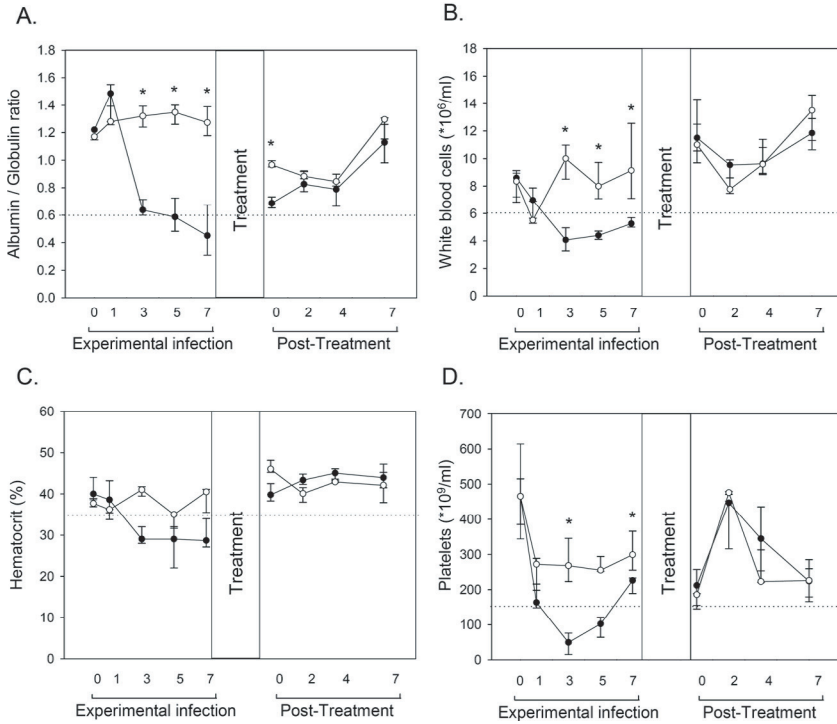 A.
Albumin / Globulin ratio
1.8
1.6
1.4
1.2
1.0
0.8
0.6
0.4
0.2
0.0
* * *
*
Treatment
0 1 3 5 7
0 2 4 7
Experimental infection
Post-Treatment
B.
White blood cells (*10⁶/ml)
18
16
14
12
10
8
6
4
2
0
* * *
Treatment
0 1 3 5 7
0 2 4 7
Experimental infection
Post-Treatment
C.
Hematocrit (%)
60
50
40
30
20
10
0
Treatment
0 1 3 5 7
0 2 4 7
Experimental infection
Post-Treatment
D.
Platelets (*10⁹/ml)
700
600
500
400
300
200
100
0
* *
Treatment
0 1 3 5 7
0 2 4 7
Experimental infection
Post-Treatment